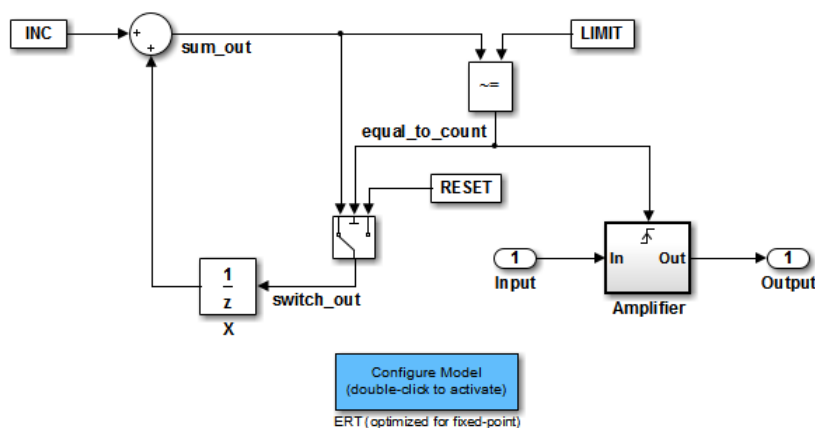 INC
+
+
sum_out
LIMIT
~=
equal_to_count
RESET
1
z
X
switch_out
1
Input
In
Out
Amplifier
1
Output
Configure Model
(double-click to activate)
ERT (optimized for fixed-point)